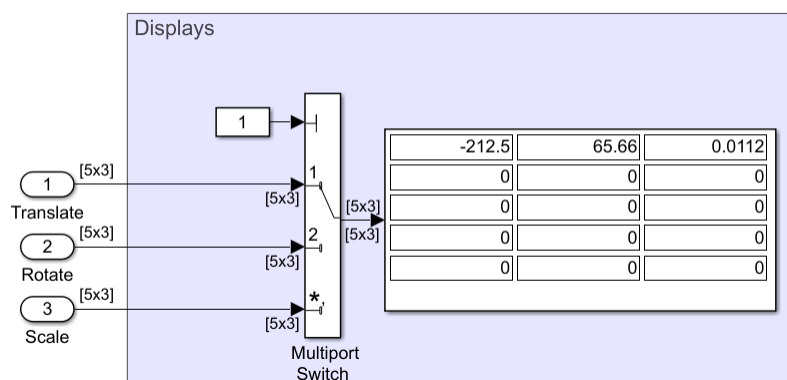 Displays
1
[5x3]
1
1
-212.5 65.66 0.0112
0 0 0
0 0 0
0 0 0
0 0 0
[5x3]
[5x3]
[5x3]
Translate
[5x3]
2
2
[5x3]
Rotate
[5x3]
3
*,
[5x3]
Scale
Multiport
Switch